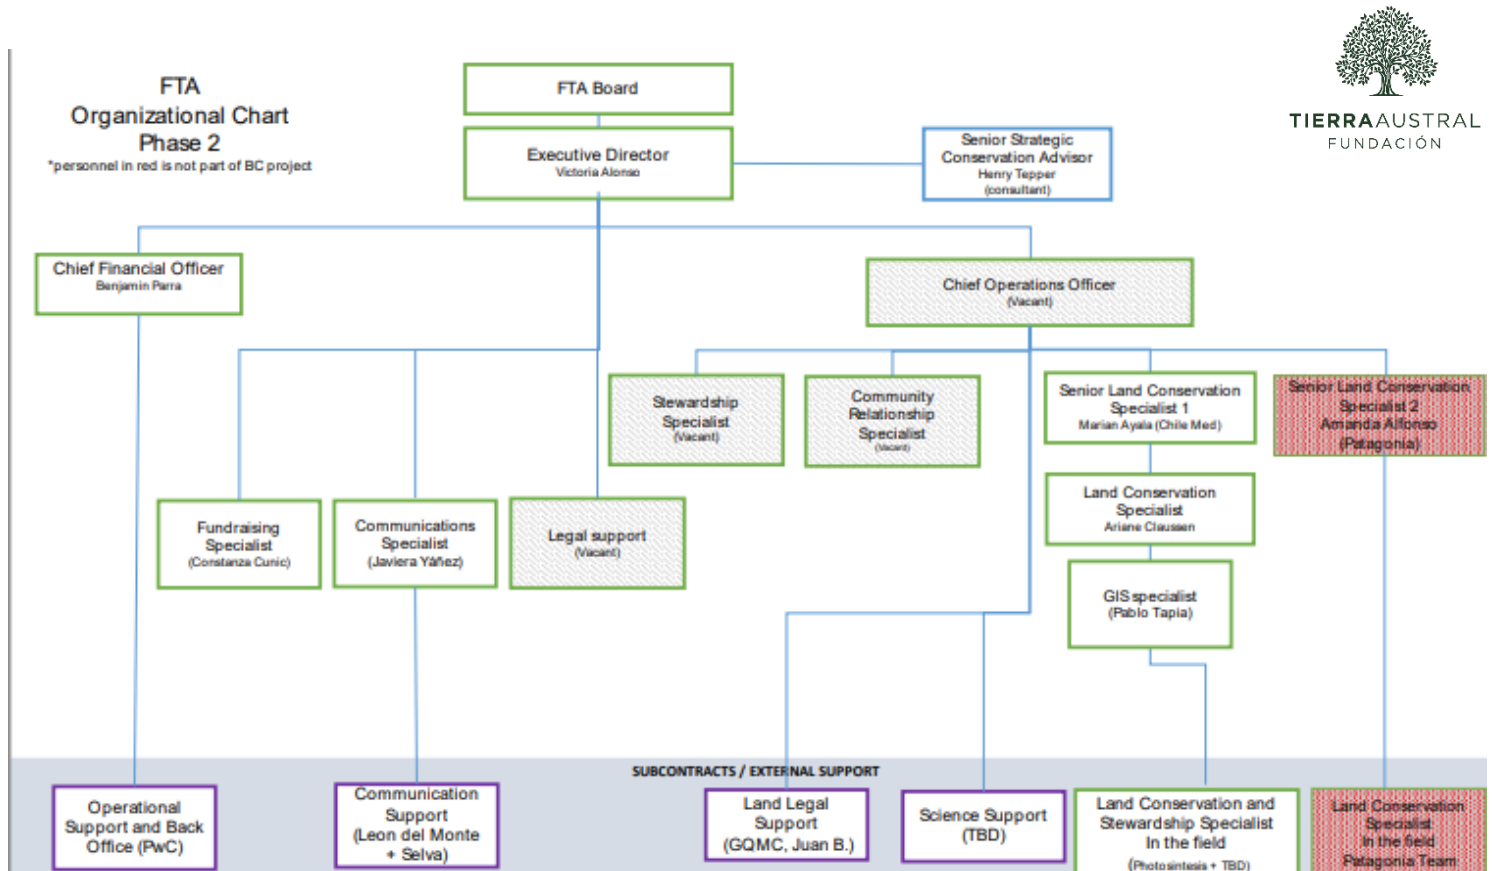 TIERRAAUSTRAL
FUNDACIÓN
FTA
Organizational Chart
Phase 2
*personnel in red is not part of BC project
FTA Board
Executive Director
Victoria Alonso
Senior Strategic
Conservation Advisor
Henry Tepper
(consultant)
Chief Financial Officer
Benjamin Parra
Chief Operations Officer
(Vacant)
Stewardship
Specialist
(Vacant)
Community
Relationship
Specialist
(Vacant)
Senior Land Conservation
Specialist 1
Marian Ayala (Chile Med)
Senior Land Conservation
Specialist 2
Amanda Alfonso
(Patagonia)
Land Conservation
Specialist
Ariane Claussen
Fundraising
Specialist
(Constanza Cunic)
Communications
Specialist
(Javiera Yáñez)
Legal support
(Vacant)
GIS specialist
(Pablo Tapia)
SUBCONTRACTS / EXTERNAL SUPPORT
Operational
Support and Back
Office (PwC)
Communication
Support
(Leon del Monte
+ Selva)
Land Legal
Support
(GQMC, Juan B.)
Science Support
(TBD)
Land Conservation and
Stewardship Specialist
In the field
(Photosintesis + TBD)
Land Conservation
Specialist
In the field
Patagonia Team